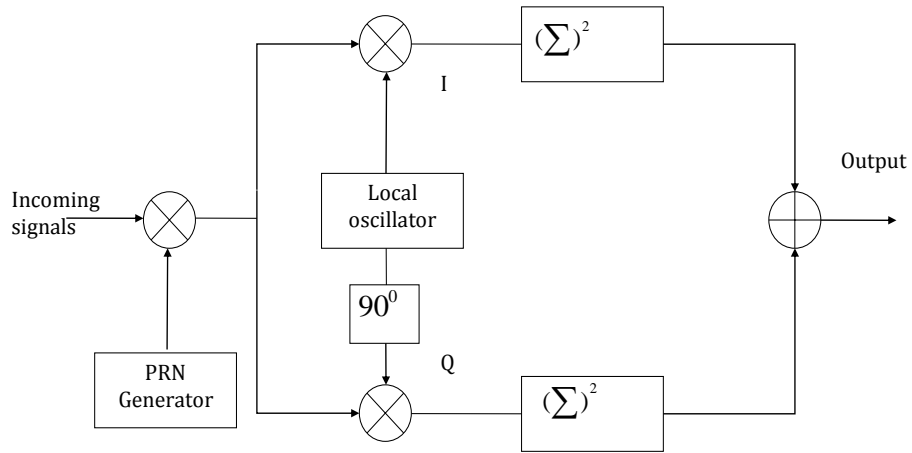 (∑)²
I
Output
Local
oscillator
Incoming
signals
90⁰
PRN
Generator
Q
(∑)²